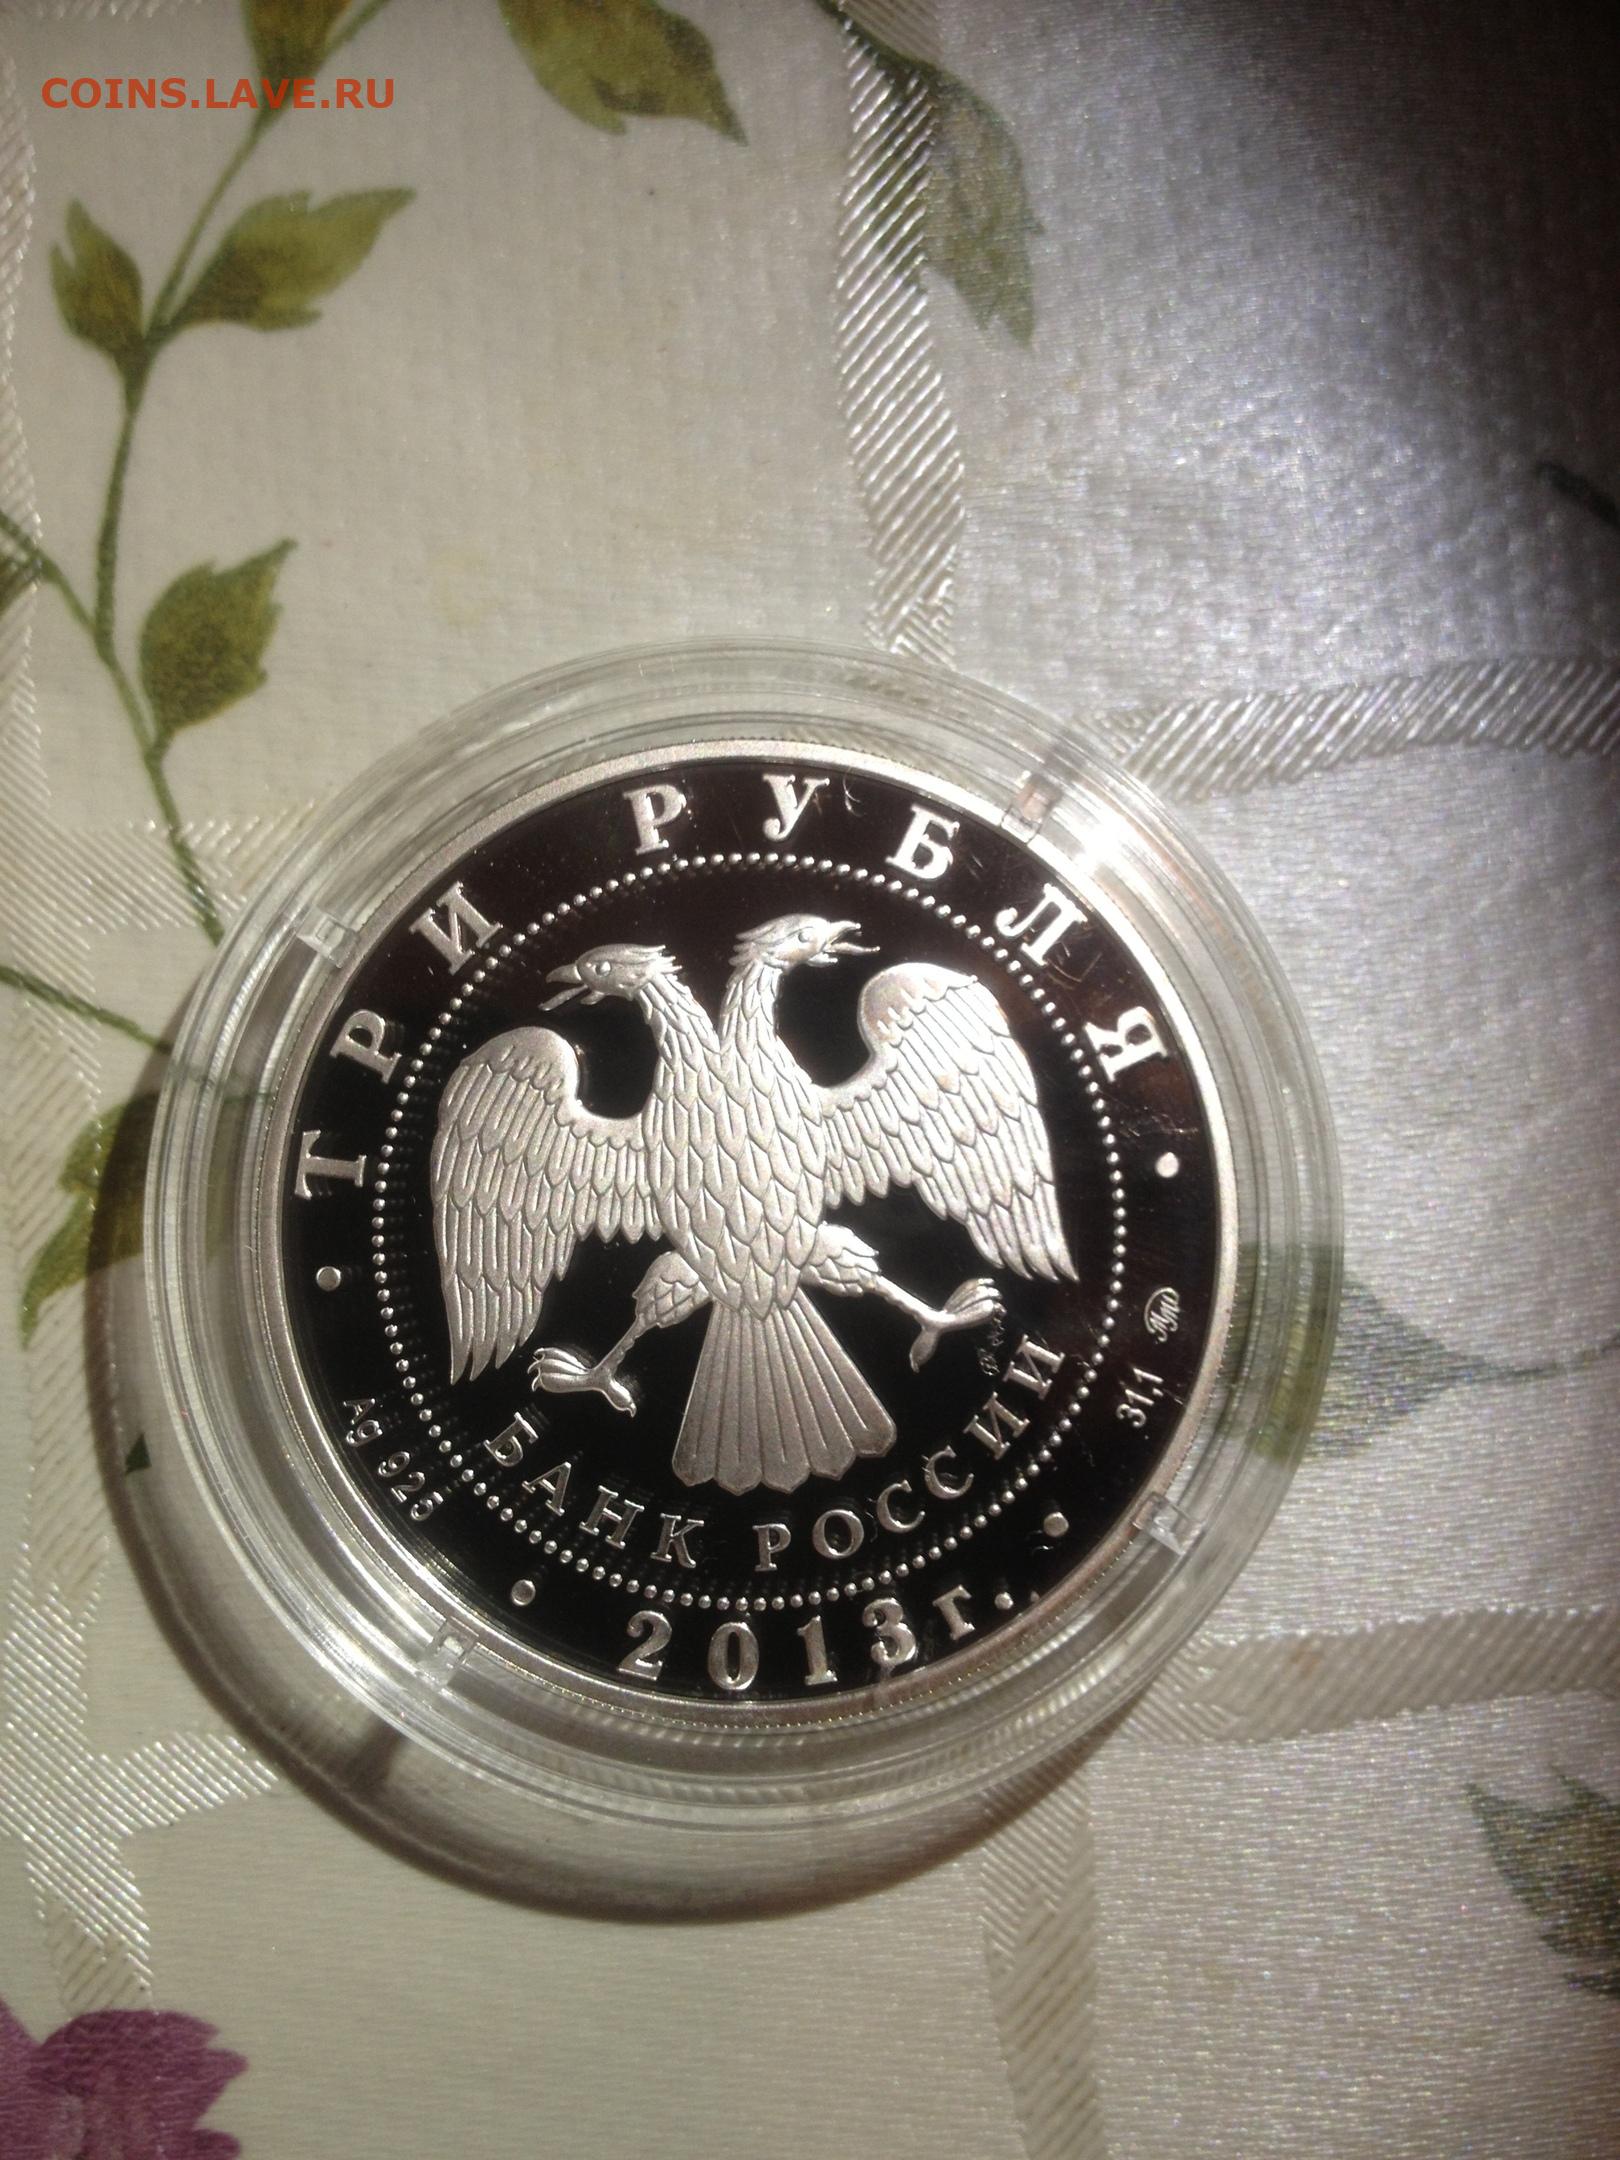 COINS.LAVE.RU
ТРИ РУБЛЯ
БАНК РОССИИ
Ag 925
2013г.
31,1